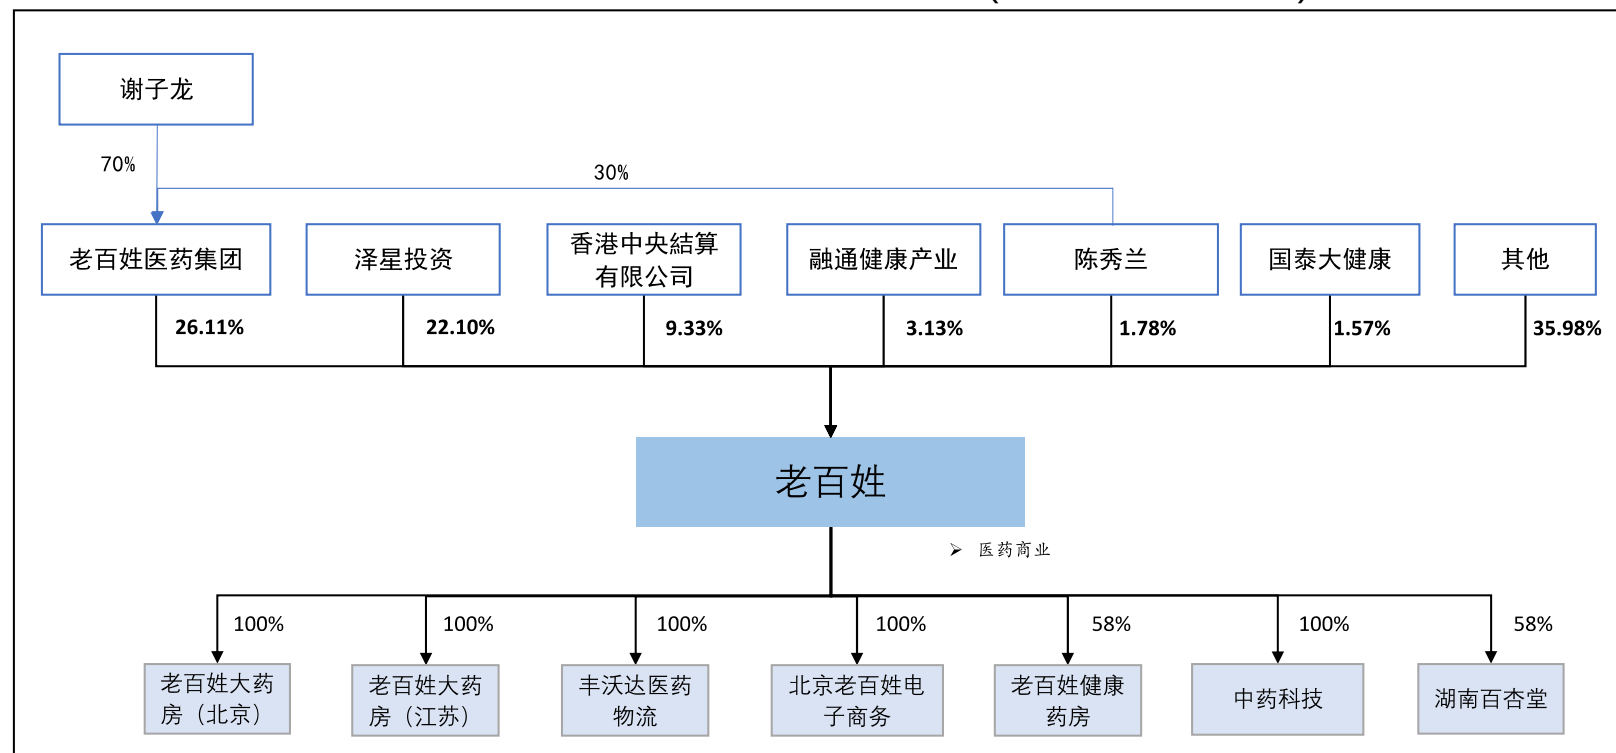 谢子龙
70%
30%
老百姓医药集团
泽星投资
香港中央結算
有限公司
融通健康产业
陈秀兰
国泰大健康
其他
26.11%
22.10%
9.33%
3.13%
1.78%
1.57%
35.98%
老百姓
➢ 医药商业
100%
100%
100%
100%
58%
100%
58%
老百姓大药
房（北京）
老百姓大药
房（江苏）
丰沃达医药
物流
北京老百姓电
子商务
老百姓健康
药房
中药科技
湖南百杏堂